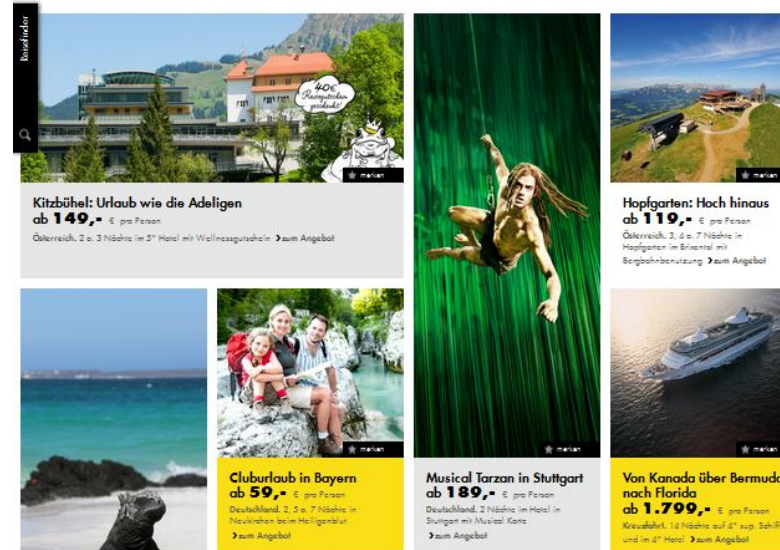 Reisefinder
40€
Reisegutschein
geschenkt!
merken
Kitzbühel: Urlaub wie die Adeligen
ab 149,- € pro Person
Österreich. 2 o. 3 Nächte im 5* Hotel mit Wellnessgutschein > zum Angebot
merken
Hopfgarten: Hoch hinaus
ab 119,- € pro Person
Österreich. 3, 4 o. 7 Nächte in
Hopfgarten im Brixental mit
Bergbahnbenutzung > zum Angebot
merken
Cluburlaub in Bayern
ab 59,- € pro Person
Deutschland. 2, 5 o. 7 Nächte in
Neukirchen beim Heiligenblut
> zum Angebot
merken
Musical Tarzan in Stuttgart
ab 189,- € pro Person
Deutschland. 2 Nächte im Hotel in
Stuttgart mit Musical Karte
> zum Angebot
merken
Von Kanada über Bermuda
nach Florida
ab 1.799,- € pro Person
Kreuzfahrt. 14 Nächte auf 4* sup. Schiff
und im 4* Hotel > zum Angebot